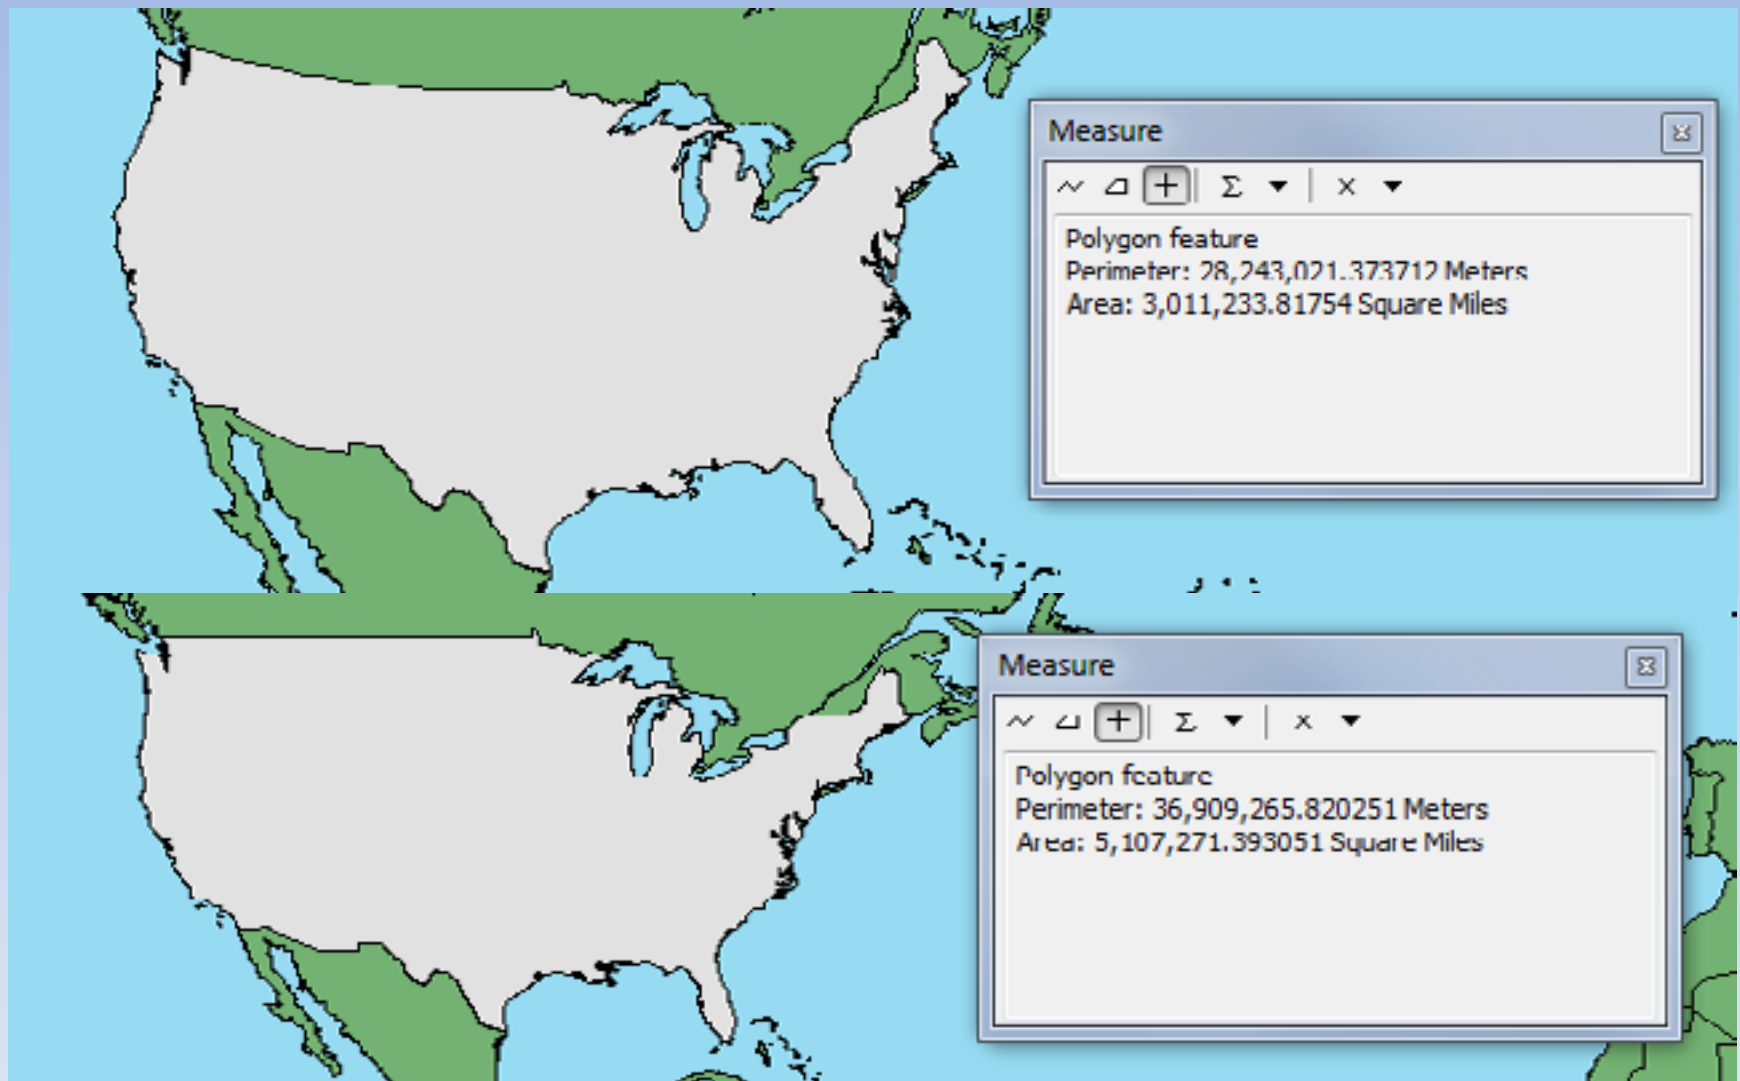 Measure
Polygon feature
Perimeter: 28,243,021.373712 Meters
Area: 3,011,233.81754 Square Miles
Measure
Polygon feature
Perimeter: 36,909,265.820251 Meters
Area: 5,107,271.393051 Square Miles